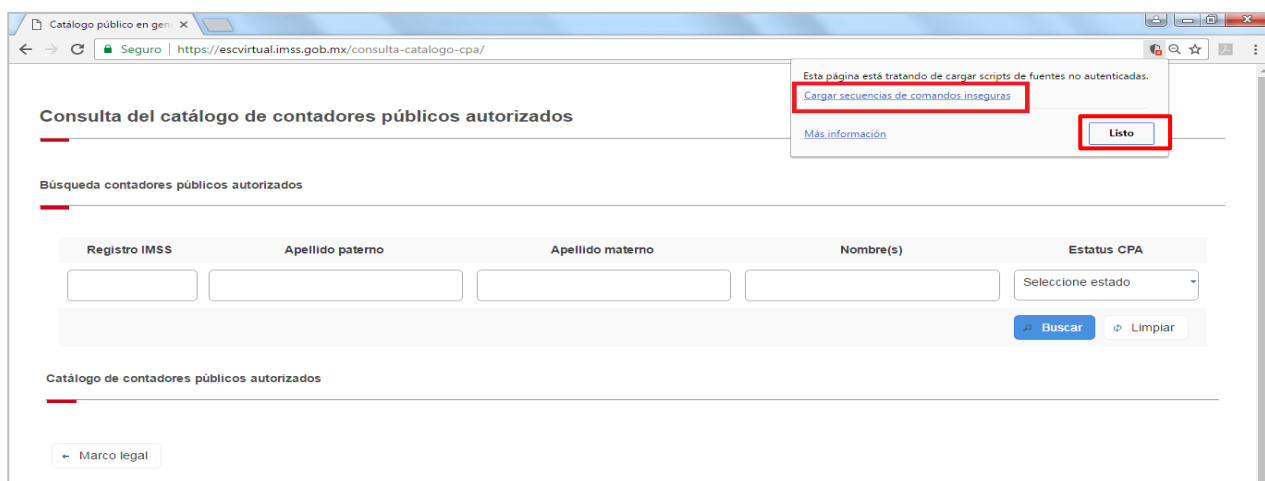 Catálogo público en gen
Seguro | https://escvirtual.imss.gob.mx/consulta-catalogo-cpa/
Esta página está tratando de cargar scripts de fuentes no autenticadas.
Cargar secuencias de comandos inseguras
Más información
Listo
Consulta del catálogo de contadores públicos autorizados
Búsqueda contadores públicos autorizados
Registro IMSS Apellido paterno Apellido materno Nombre(s) Estatus CPA
Seleccione estado
Buscar Limpiar
Catálogo de contadores públicos autorizados
Marco legal